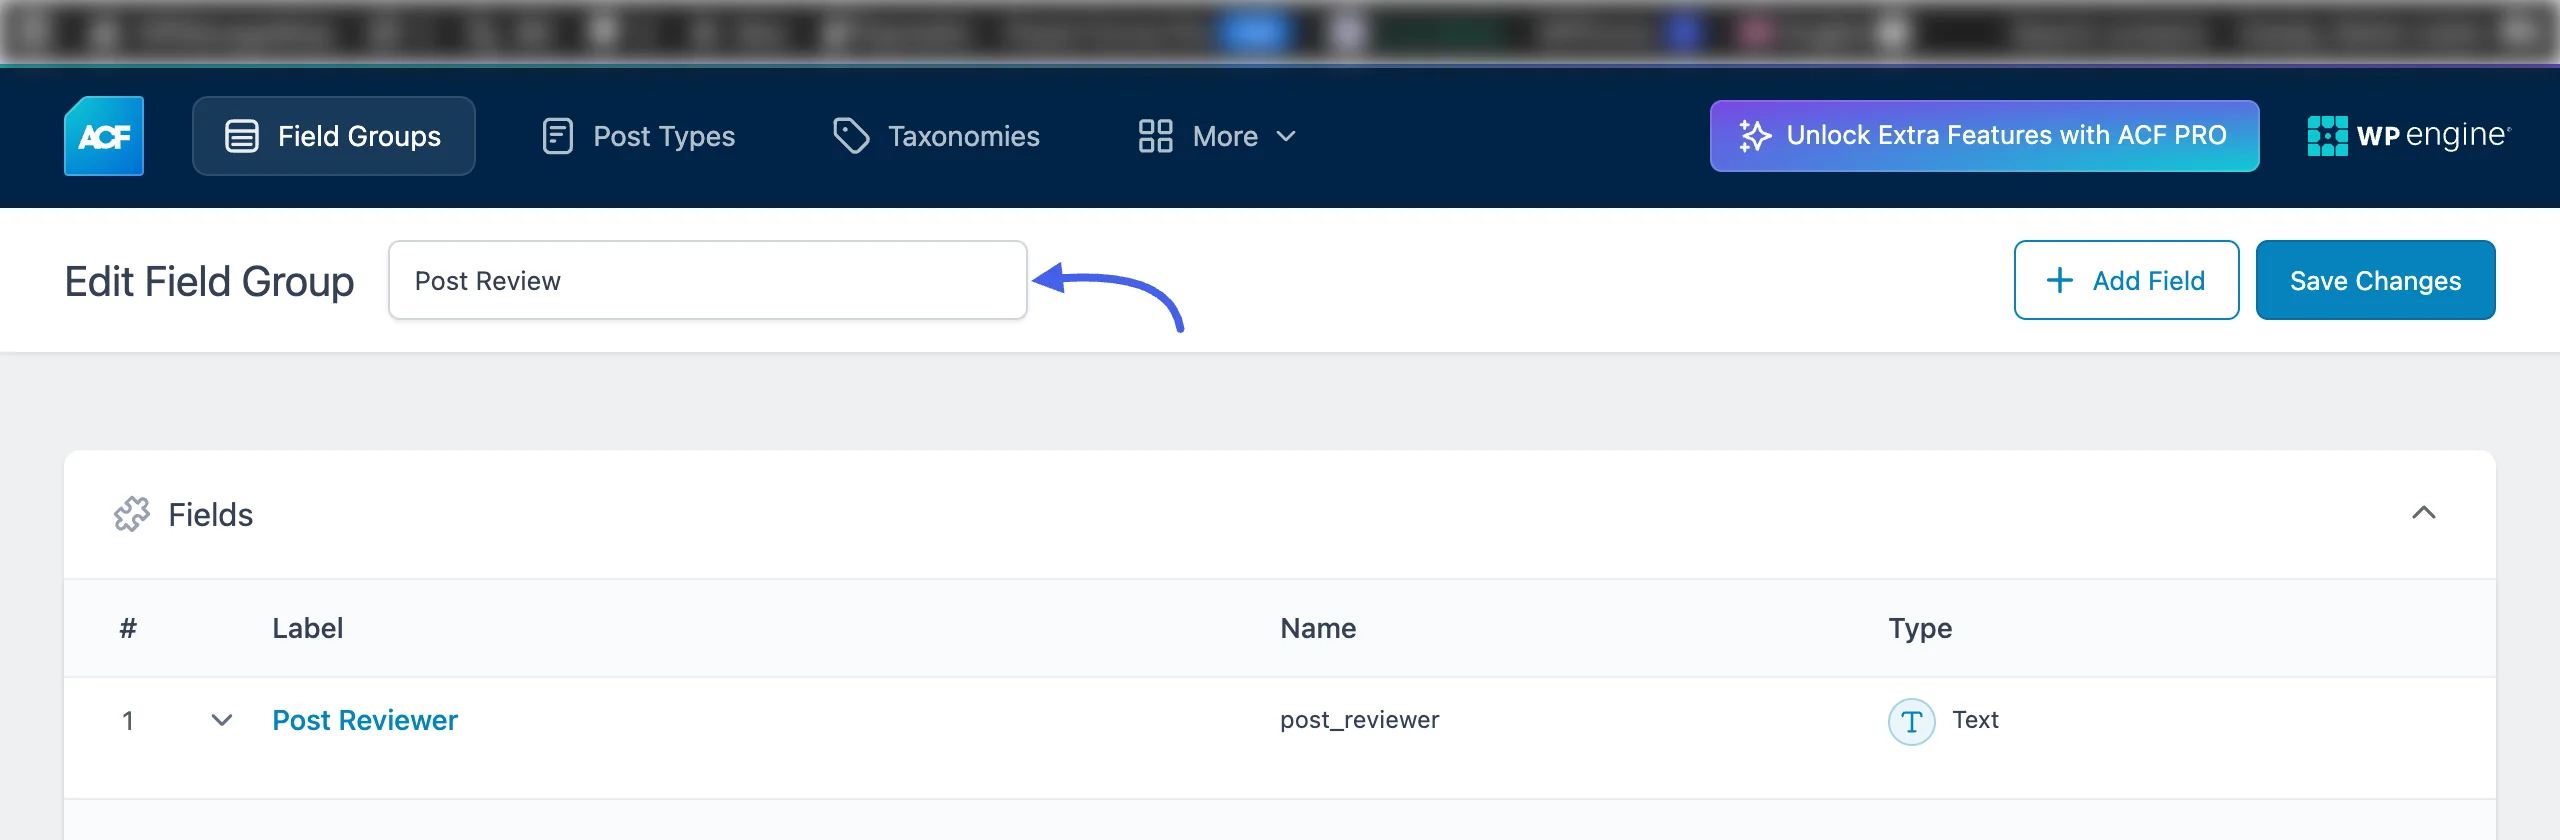 ACF Field Groups Post Types Taxonomies More Unlock Extra Features with ACF PRO WP engine
Edit Field Group Post Review + Add Field Save Changes
Fields
# Label Name Type
1 Post Reviewer post_reviewer T Text